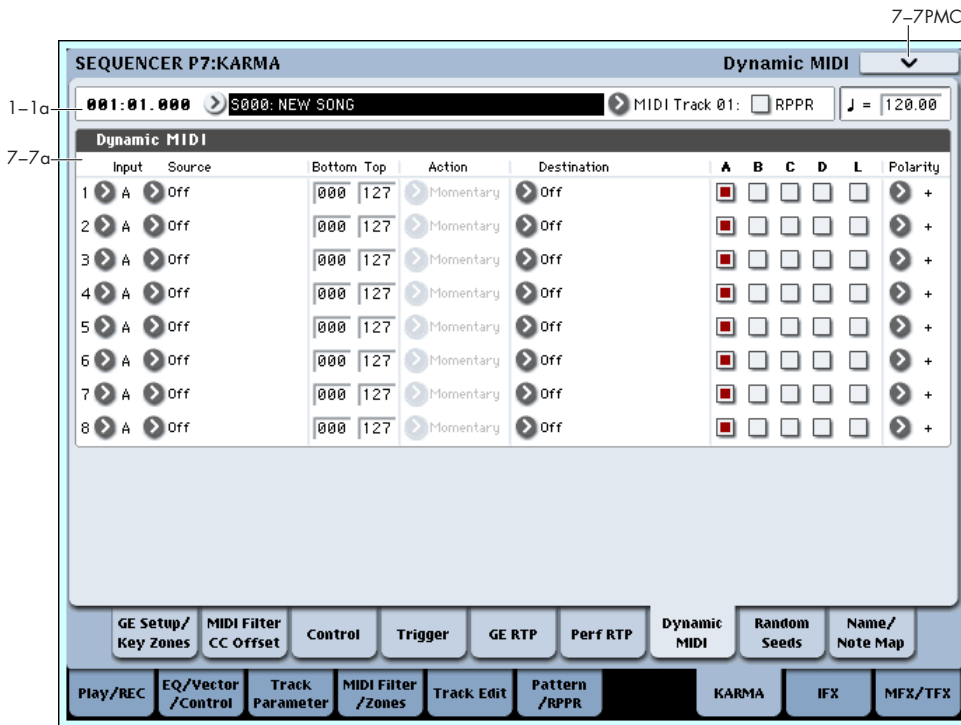 7–7PMC
SEQUENCER P7:KARMA Dynamic MIDI
1–1a 001:01.000 S000: NEW SONG MIDI Track 01: RPPR ♩ = 120.00
Dynamic MIDI
7–7a
Input Source Bottom Top Action Destination A B C D L Polarity
1 A Off 000 127 Momentary Off +
2 A Off 000 127 Momentary Off +
3 A Off 000 127 Momentary Off +
4 A Off 000 127 Momentary Off +
5 A Off 000 127 Momentary Off +
6 A Off 000 127 Momentary Off +
7 A Off 000 127 Momentary Off +
8 A Off 000 127 Momentary Off +
GE Setup/ MIDI Filter Control Trigger GE RTP Perf RTP Dynamic Random Name/
Key Zones CC Offset MIDI Seeds Note Map
Play/REC EQ/Vector Track MIDI Filter Track Edit Pattern KARMA IFX MFX/TFX
/Control Parameter /Zones /RPPR